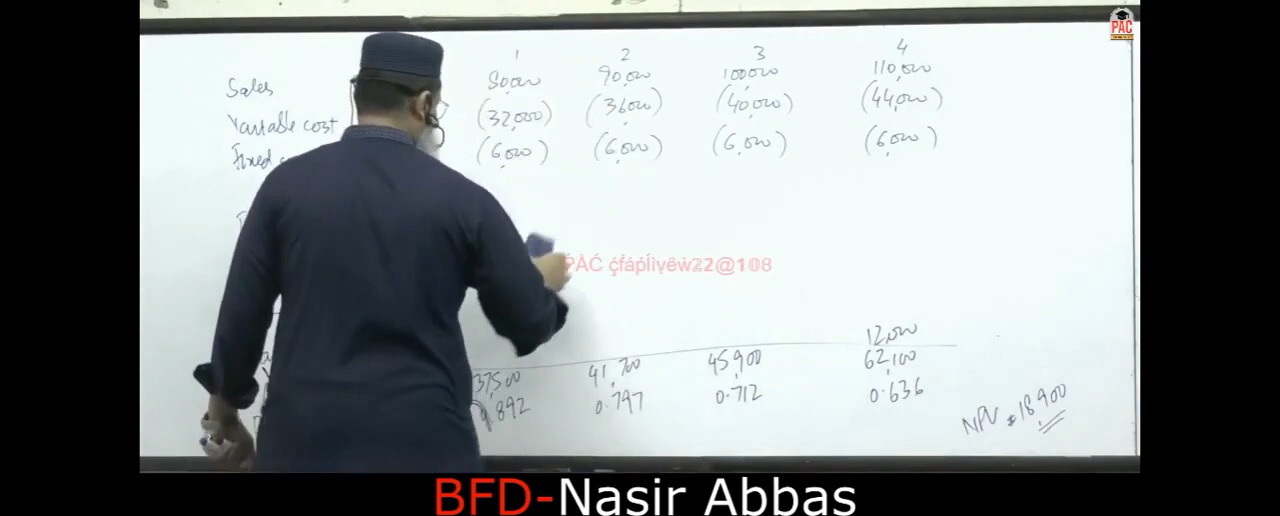 PAC
1 2 3 4
Sales 80,000 90,000 100,000 110,000
Variable cost (32,000) (36,000) (40,000) (44,000)
Fixed (6,000) (6,000) (6,000) (6,000)
12,000
37,500 41,700 45,900 62,100
0.892 0.797 0.712 0.636
NPV = 18,900
BFD-Nasir Abbas